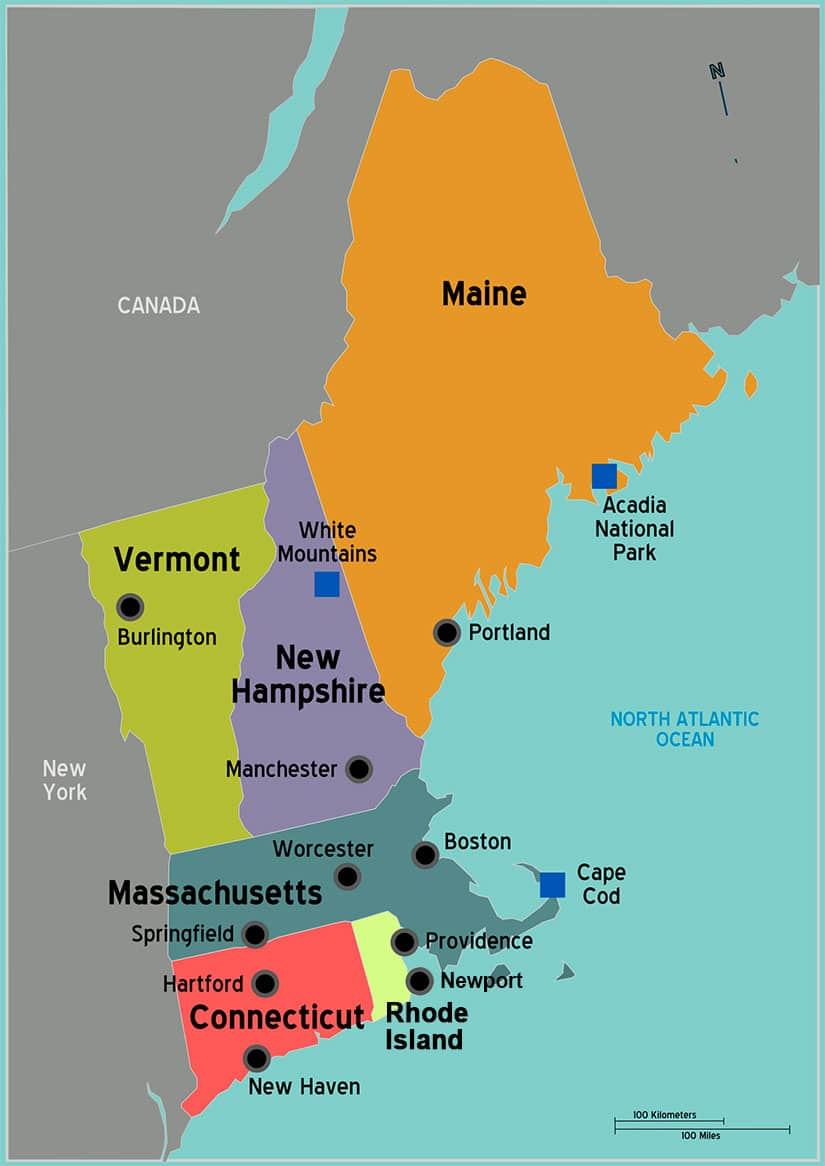 N
CANADA
Maine
Acadia
National
Park
White
Mountains
Vermont
Burlington
Portland
New
Hampshire
NORTH ATLANTIC
OCEAN
New
York
Manchester
Boston
Worcester
Cape
Cod
Massachusetts
Springfield
Providence
Hartford
Newport
Connecticut
Rhode
Island
New Haven
100 Kilometers
100 Miles